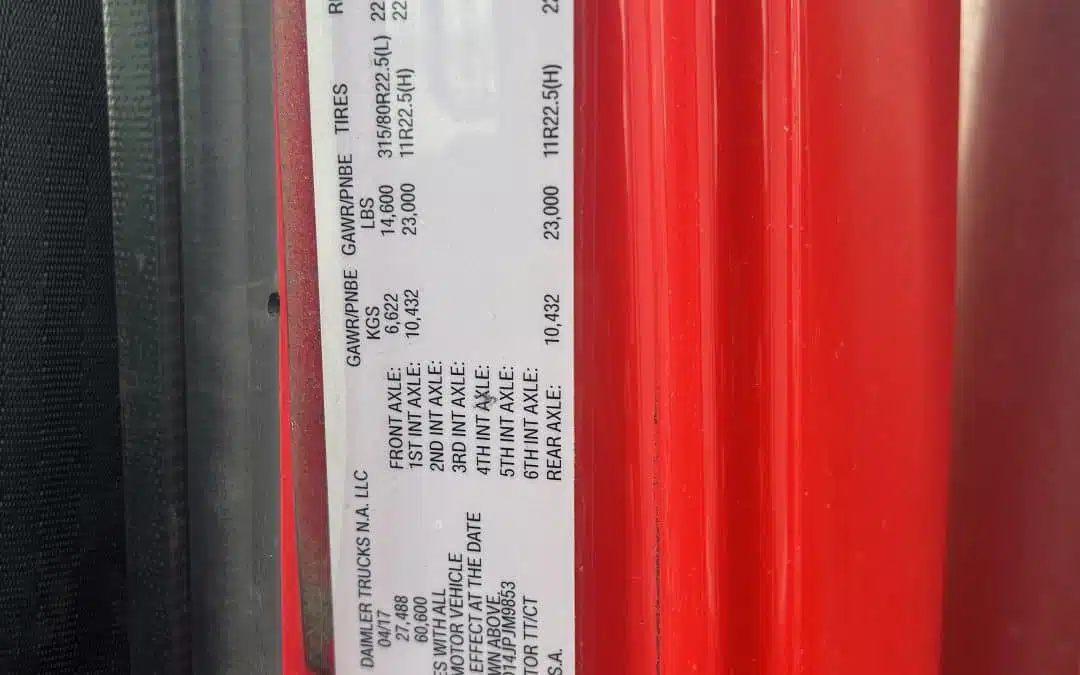 DAIMLER TRUCKS N.A. LLC
04/17
27,488
60,600
ES WITH ALL
MOTOR VEHICLE
EFFECT AT THE DATE
WN ABOVE
014JPJM9853
TOR TT/CT
S.A.
GAWR/PNBE GAWR/PNBE TIRES
KGS LBS
FRONT AXLE: 6,622 14,600 315/80R22.5(L) 22
1ST INT AXLE: 10,432 23,000 11R22.5(H) 22
2ND INT AXLE:
3RD INT AXLE:
4TH INT AXLE:
5TH INT AXLE:
6TH INT AXLE:
REAR AXLE: 10,432 23,000 11R22.5(H) 22